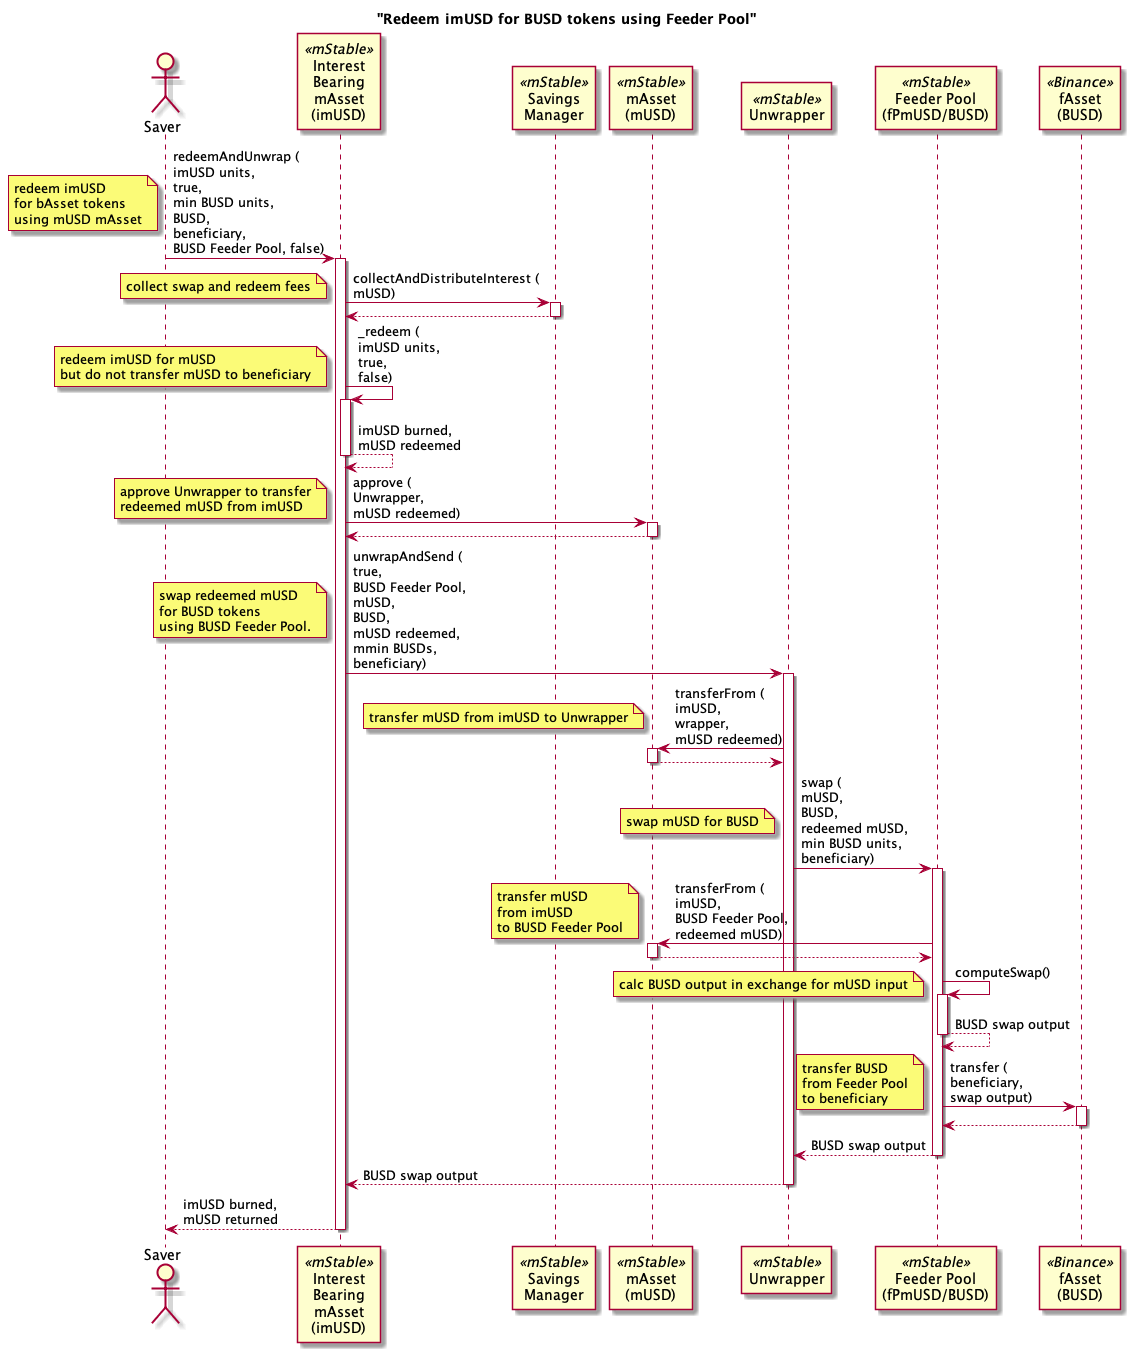 "Redeem imUSD for BUSD tokens using Feeder Pool"
Saver
«mStable»
Interest
Bearing
mAsset
(imUSD)
«mStable»
Savings
Manager
«mStable»
mAsset
(mUSD)
«mStable»
Unwrapper
«mStable»
Feeder Pool
(fPmUSD/BUSD)
«Binance»
fAsset
(BUSD)
redeem imUSD
for bAsset tokens
using mUSD mAsset
redeemAndUnwrap (
imUSD units,
true,
min BUSD units,
BUSD,
beneficiary,
BUSD Feeder Pool, false)
collect swap and redeem fees
collectAndDistributeInterest (
mUSD)
redeem imUSD for mUSD
but do not transfer mUSD to beneficiary
_redeem (
imUSD units,
true,
false)
imUSD burned,
mUSD redeemed
approve Unwrapper to transfer
redeemed mUSD from imUSD
approve (
Unwrapper,
mUSD redeemed)
swap redeemed mUSD
for BUSD tokens
using BUSD Feeder Pool.
unwrapAndSend (
true,
BUSD Feeder Pool,
mUSD,
BUSD,
mUSD redeemed,
mmin BUSDs,
beneficiary)
transfer mUSD from imUSD to Unwrapper
transferFrom (
imUSD,
wrapper,
mUSD redeemed)
swap mUSD for BUSD
swap (
mUSD,
BUSD,
redeemed mUSD,
min BUSD units,
beneficiary)
transfer mUSD
from imUSD
to BUSD Feeder Pool
transferFrom (
imUSD,
BUSD Feeder Pool,
redeemed mUSD)
calc BUSD output in exchange for mUSD input
computeSwap()
BUSD swap output
transfer BUSD
from Feeder Pool
to beneficiary
transfer (
beneficiary,
swap output)
BUSD swap output
BUSD swap output
imUSD burned,
mUSD returned
Saver
«mStable»
Interest
Bearing
mAsset
(imUSD)
«mStable»
Savings
Manager
«mStable»
mAsset
(mUSD)
«mStable»
Unwrapper
«mStable»
Feeder Pool
(fPmUSD/BUSD)
«Binance»
fAsset
(BUSD)